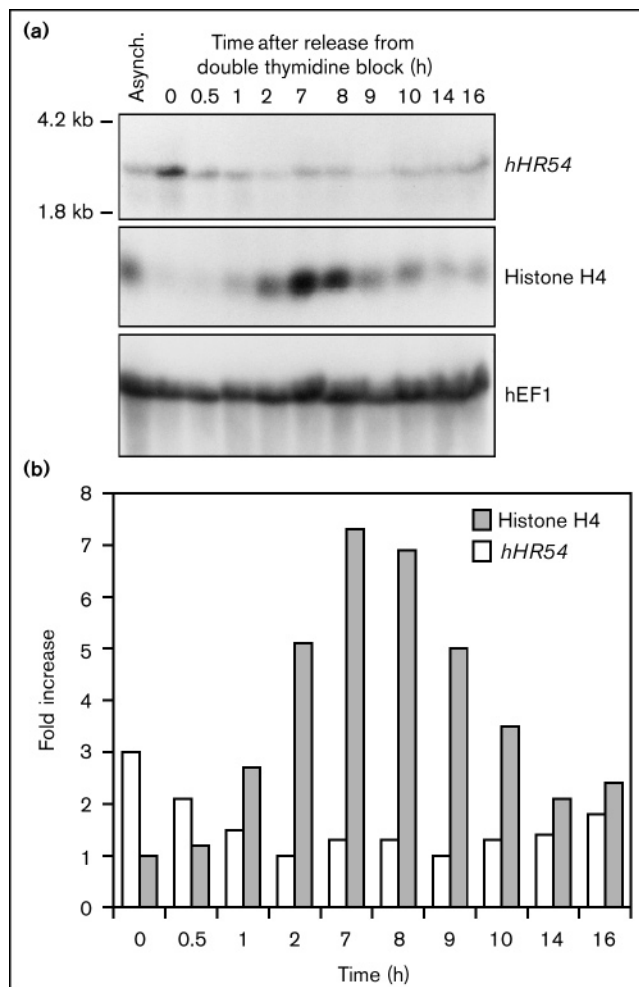 (a)
Asynch.
Time after release from
double thymidine block (h)
0 0.5 1 2 7 8 9 10 14 16
4.2 kb
hHR54
1.8 kb
Histone H4
hEF1
(b)
8
7
6
5
4
3
2
1
0
Fold increase
Histone H4
hHR54
0 0.5 1 2 7 8 9 10 14 16
Time (h)